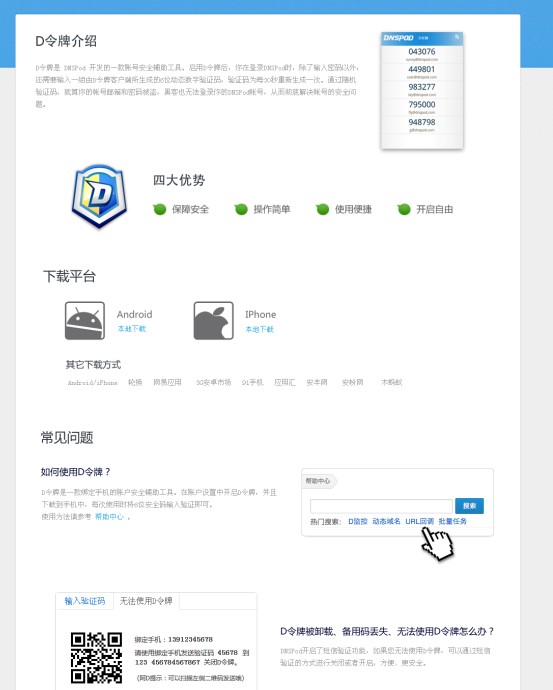 D令牌介绍
D令牌是 DNSPod 开发的一款账号安全辅助工具。启用D令牌后，你在登录DNSPod时，除了输入密码以外，
还需要输入一组由D令牌客户端所生成的6位动态数字验证码，验证码为每30秒重新生成一次。通过随机
验证码，就算你的帐号邮箱和密码被盗，黑客也无法登录你的DNSPod帐号，从而彻底解决帐号的安全问
题。
DNSPOD
043076
449801
983277
795000
948798
四大优势
保障安全
操作简单
使用便捷
开启自由
下载平台
Android
本地下载
IPhone
本地下载
其它下载方式
Android/iPhone 轮换 网易应用 3G安卓市场 91手机 应用汇 安丰网 安粉网 木蚂蚁
常见问题
如何使用D令牌？
D令牌是一款绑定手机的账户安全辅助工具。在账户设置中开启D令牌，并且
下载到手机中，每次使用时将6位安全码输入验证即可。
使用方法请参考 帮助中心 。
帮助中心
搜索
热门搜索： D监控 动态域名 URL回调 批量任务
输入验证码 无法使用D令牌
绑定手机：13912345678
请使用绑定手机发送验证码 45678 到
123 456784567867 关闭D令牌。
(啊D提示：可以扫描左侧二维码发送哦)
D令牌被卸载、备用码丢失、无法使用D令牌怎么办？
DNSPod开启了短信验证功能，如果您无法使用D令牌，可以通过短信
验证的方式进行关闭或者开启，方便、更安全。